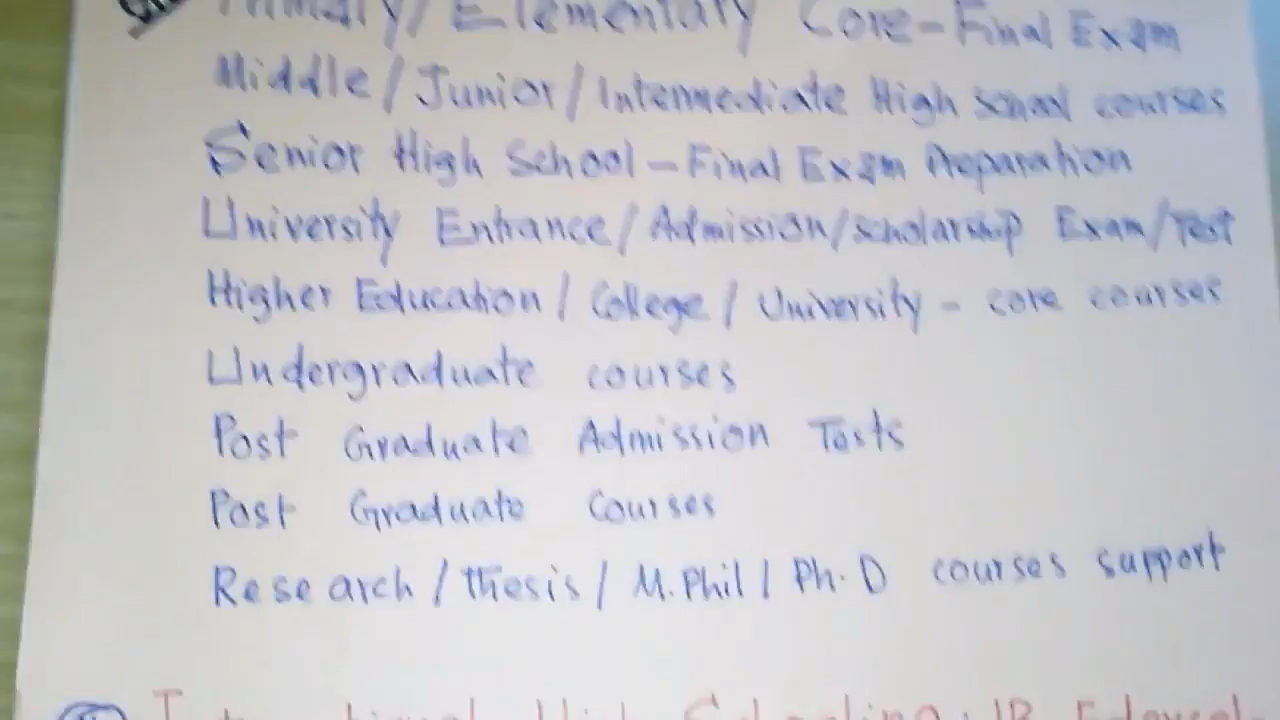 Primary/Elementary Core-Final Exam
Middle/Junior/Intermediate High school courses
Senior High School-Final Exam Preparation
University Entrance/Admission/scholarship Exam/Test
Higher Education/College/University - core courses
Undergraduate courses
Post Graduate Admission Tests
Post Graduate Courses
Research/Thesis/M.Phil/Ph.D courses support